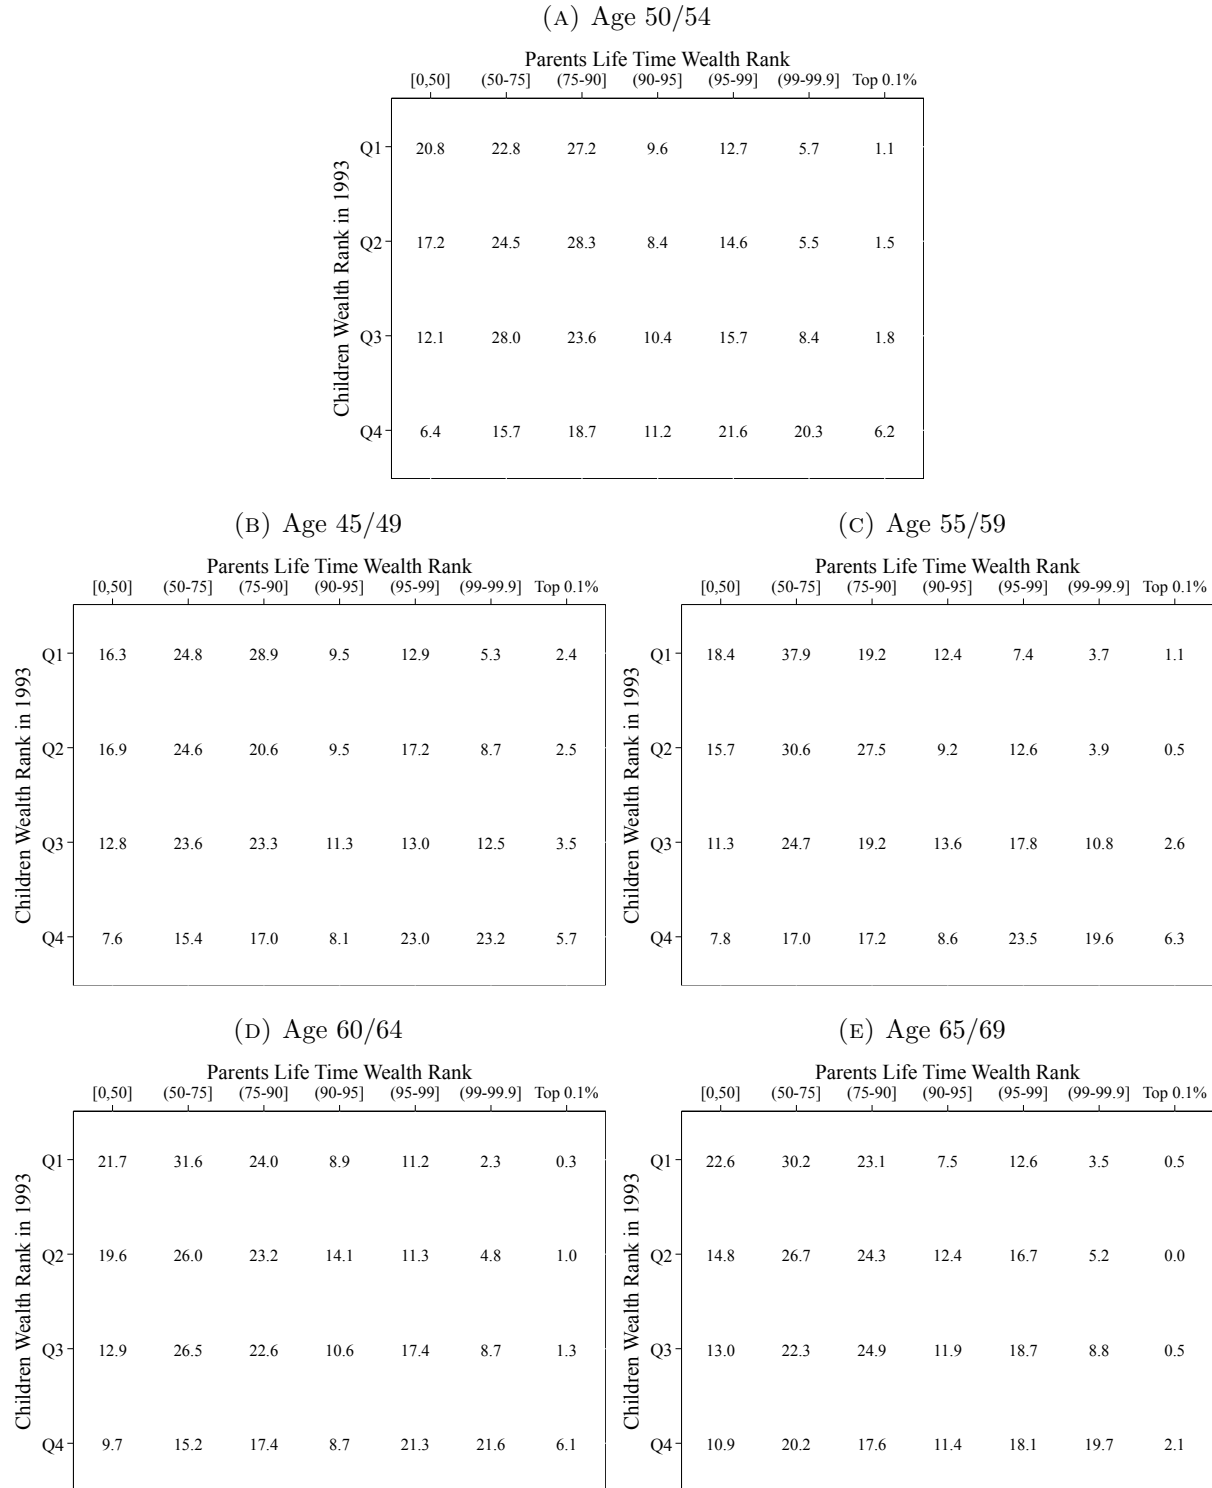 (A) Age 50/54
Parents Life Time Wealth Rank
[0,50] (50-75] (75-90] (90-95] (95-99] (99-99.9] Top 0.1%
Children Wealth Rank in 1993
Q1 20.8 22.8 27.2 9.6 12.7 5.7 1.1
Q2 17.2 24.5 28.3 8.4 14.6 5.5 1.5
Q3 12.1 28.0 23.6 10.4 15.7 8.4 1.8
Q4 6.4 15.7 18.7 11.2 21.6 20.3 6.2
(B) Age 45/49
Parents Life Time Wealth Rank
[0,50] (50-75] (75-90] (90-95] (95-99] (99-99.9] Top 0.1%
Children Wealth Rank in 1993
Q1 16.3 24.8 28.9 9.5 12.9 5.3 2.4
Q2 16.9 24.6 20.6 9.5 17.2 8.7 2.5
Q3 12.8 23.6 23.3 11.3 13.0 12.5 3.5
Q4 7.6 15.4 17.0 8.1 23.0 23.2 5.7
(C) Age 55/59
Parents Life Time Wealth Rank
[0,50] (50-75] (75-90] (90-95] (95-99] (99-99.9] Top 0.1%
Children Wealth Rank in 1993
Q1 18.4 37.9 19.2 12.4 7.4 3.7 1.1
Q2 15.7 30.6 27.5 9.2 12.6 3.9 0.5
Q3 11.3 24.7 19.2 13.6 17.8 10.8 2.6
Q4 7.8 17.0 17.2 8.6 23.5 19.6 6.3
(D) Age 60/64
Parents Life Time Wealth Rank
[0,50] (50-75] (75-90] (90-95] (95-99] (99-99.9] Top 0.1%
Children Wealth Rank in 1993
Q1 21.7 31.6 24.0 8.9 11.2 2.3 0.3
Q2 19.6 26.0 23.2 14.1 11.3 4.8 1.0
Q3 12.9 26.5 22.6 10.6 17.4 8.7 1.3
Q4 9.7 15.2 17.4 8.7 21.3 21.6 6.1
(E) Age 65/69
Parents Life Time Wealth Rank
[0,50] (50-75] (75-90] (90-95] (95-99] (99-99.9] Top 0.1%
Children Wealth Rank in 1993
Q1 22.6 30.2 23.1 7.5 12.6 3.5 0.5
Q2 14.8 26.7 24.3 12.4 16.7 5.2 0.0
Q3 13.0 22.3 24.9 11.9 18.7 8.8 0.5
Q4 10.9 20.2 17.6 11.4 18.1 19.7 2.1